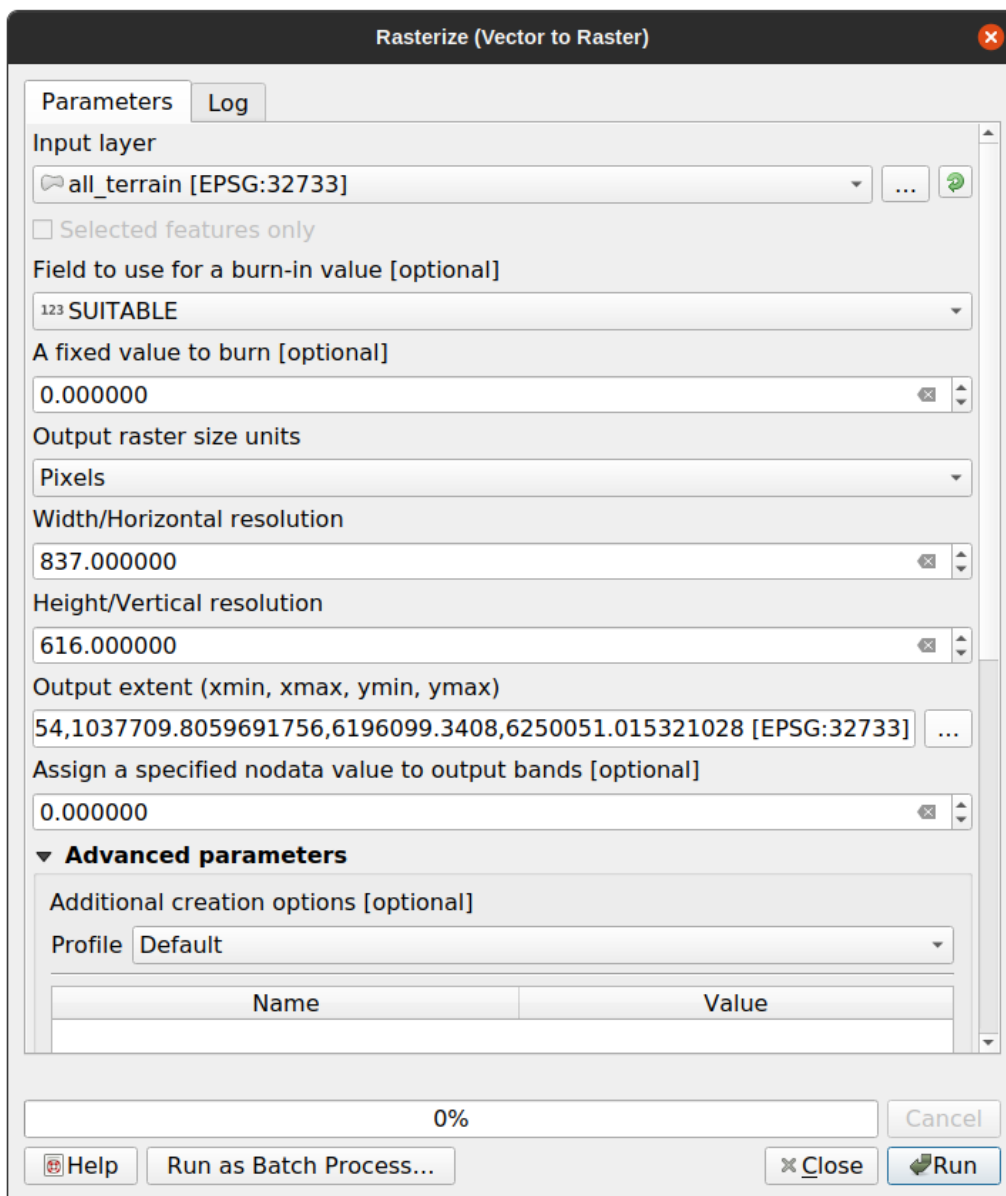 Rasterize (Vector to Raster)
Parameters Log
Input layer
all_terrain [EPSG:32733] ...
Selected features only
Field to use for a burn-in value [optional]
123 SUITABLE
A fixed value to burn [optional]
0.000000
Output raster size units
Pixels
Width/Horizontal resolution
837.000000
Height/Vertical resolution
616.000000
Output extent (xmin, xmax, ymin, ymax)
54,1037709.8059691756,6196099.3408,6250051.015321028 [EPSG:32733] ...
Assign a specified nodata value to output bands [optional]
0.000000
Advanced parameters
Additional creation options [optional]
Profile Default
Name Value
0% Cancel
Help Run as Batch Process... Close Run